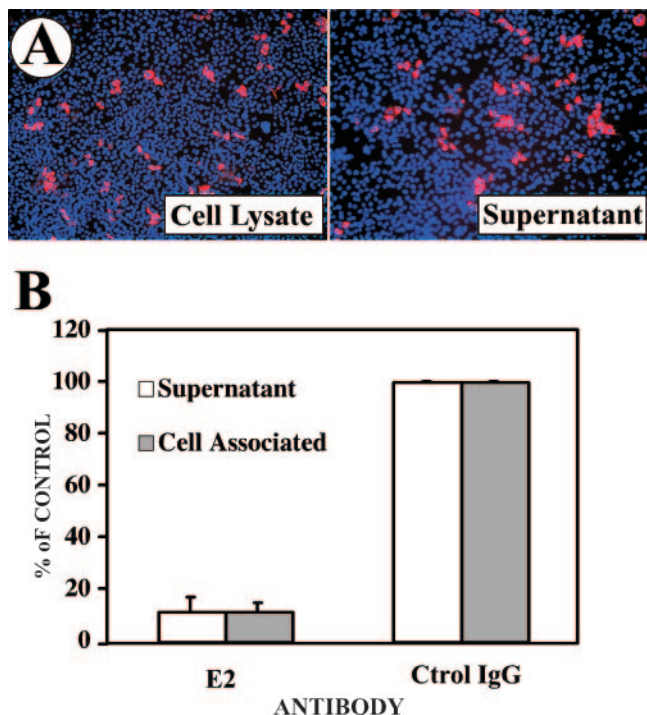 A
Cell Lysate
Supernatant
B
120
100
80
60
40
20
0
% oF CONTROL
Supernatant
Cell Associated
E2
Ctrol IgG
ANTIBODY